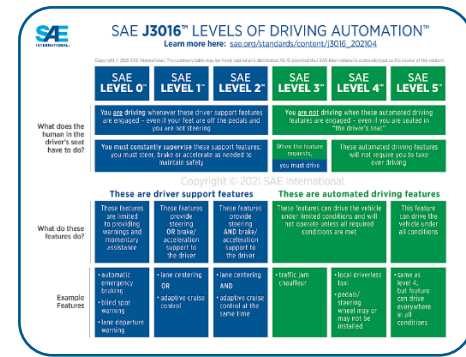 SAE
INTERNATIONAL
SAE J3016™ LEVELS OF DRIVING AUTOMATION™
Learn more here: sae.org/standards/content/j3016_202104
Copyright © 2021 SAE International.
SAE LEVEL 0™
SAE LEVEL 1™
SAE LEVEL 2™
SAE LEVEL 3™
SAE LEVEL 4™
SAE LEVEL 5™
What does the
human in the
driver's seat
have to do?
You are driving whenever these driver support features
are engaged – even if your feet are off the pedals and
you are not steering
You are not driving when these automated driving
features are engaged – even if you are seated in
"the driver's seat"
You must constantly supervise these support features;
you must steer, brake or accelerate as needed to
maintain safety
When the feature
requests,
you must drive
These automated driving features
will not require you to take
over driving
Copyright © 2021 SAE International.
These are driver support features
These are automated driving features
What do these
features do?
These features
are limited
to providing
warnings and
momentary
assistance
These features
provide
steering
OR brake/
acceleration
support to
the driver
These features
provide
steering
AND brake/
acceleration
support to
the driver
These features can drive the vehicle
under limited conditions and will
not operate unless all required
conditions are met
This feature
can drive the
vehicle under
all conditions
Example
Features
• automatic
emergency
braking
• blind spot
warning
• lane departure
warning
• lane centering
OR
• adaptive cruise
control
• lane centering
AND
• adaptive cruise
control at the
same time
• traffic jam
chauffeur
• local driverless
taxi
• pedals/
steering
wheel may or
may not be
installed
• same as
level 4,
but feature
can drive
everywhere
in all
conditions